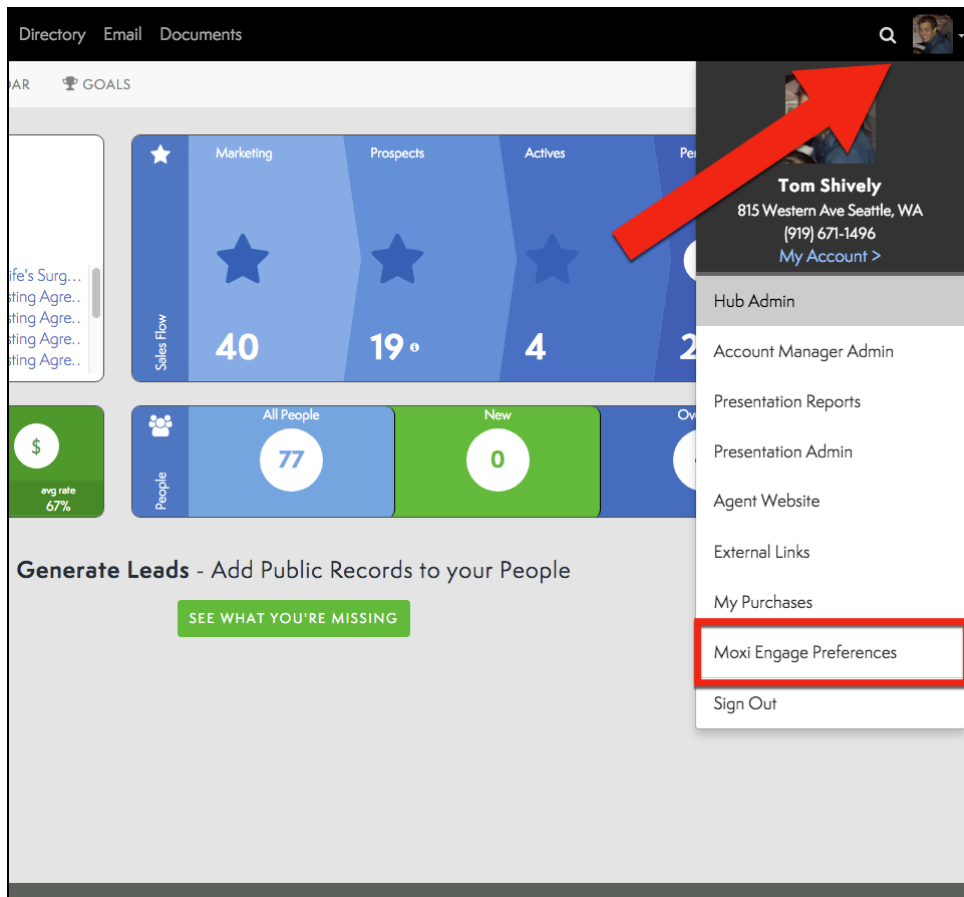 Directory Email Documents
AR GOALS
Tom Shively
815 Western Ave Seattle, WA
(919) 671-1496
My Account >
Hub Admin
Account Manager Admin
Presentation Reports
Presentation Admin
Agent Website
External Links
My Purchases
Moxi Engage Preferences
Sign Out
ife's Surg...
sting Agre..
sting Agre..
sting Agre..
sting Agre..
Sales Flow
Marketing Prospects Actives Pe
40 19 4 2
$
avg rate
67%
People
All People New Ov
77 0
Generate Leads - Add Public Records to your People
SEE WHAT YOU'RE MISSING